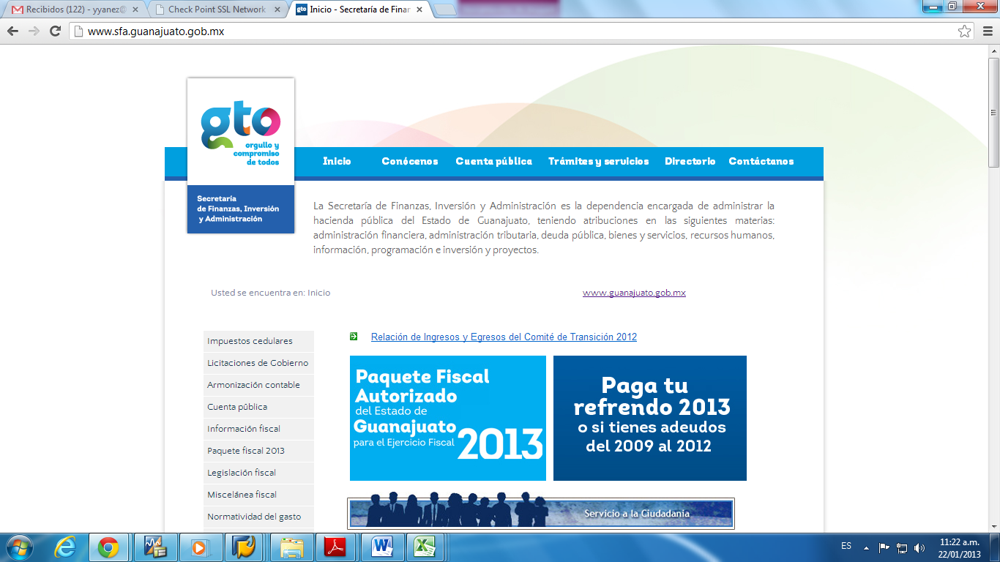 Recibidos (122) - yyanez@
Check Point SSL Network
gto Inicio - Secretaría de Finan
www.sfa.guanajuato.gob.mx
gto
orgullo y
compromiso
de todos
Secretaría
de Finanzas, Inversión
y Administración
Inicio Conócenos Cuenta pública Trámites y servicios Directorio Contáctanos
La Secretaría de Finanzas, Inversión y Administración es la dependencia encargada de administrar la
hacienda pública del Estado de Guanajuato, teniendo atribuciones en las siguientes materias:
administración financiera, administración tributaria, deuda pública, bienes y servicios, recursos humanos,
información, programación e inversión y proyectos.
Usted se encuentra en: Inicio
www.guanajuato.gob.mx
Impuestos cedulares
Licitaciones de Gobierno
Armonización contable
Cuenta pública
Información fiscal
Paquete fiscal 2013
Legislación fiscal
Miscelánea fiscal
Normatividad del gasto
Relación de Ingresos y Egresos del Comité de Transición 2012
Paquete Fiscal
Autorizado
del Estado de
Guanajuato
para el Ejercicio Fiscal 2013
Paga tu
refrendo 2013
o si tienes adeudos
del 2009 al 2012
Servicio a la Ciudadanía
ES
11:22 a.m.
22/01/2013